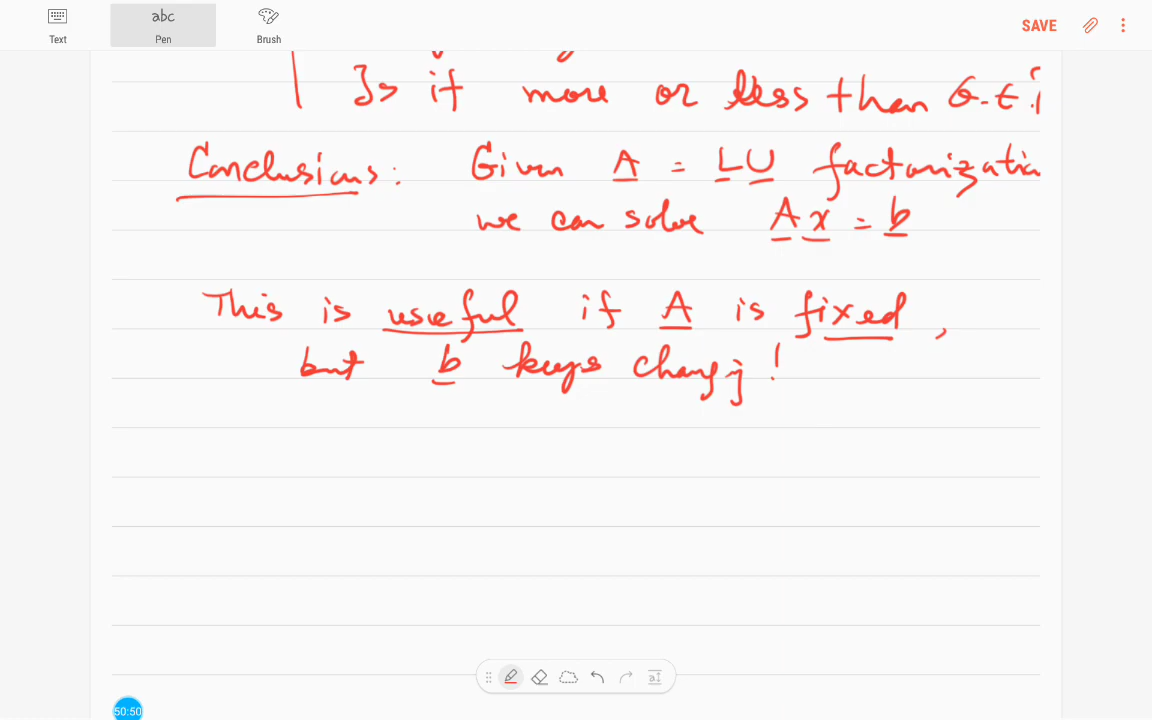 Text
abc
Pen
Brush
SAVE
Is it more or less than G.E?
Conclusions: Given A = LU factorization
we can solve A x = b
This is useful if A is fixed,
but b keeps changing!
50:50